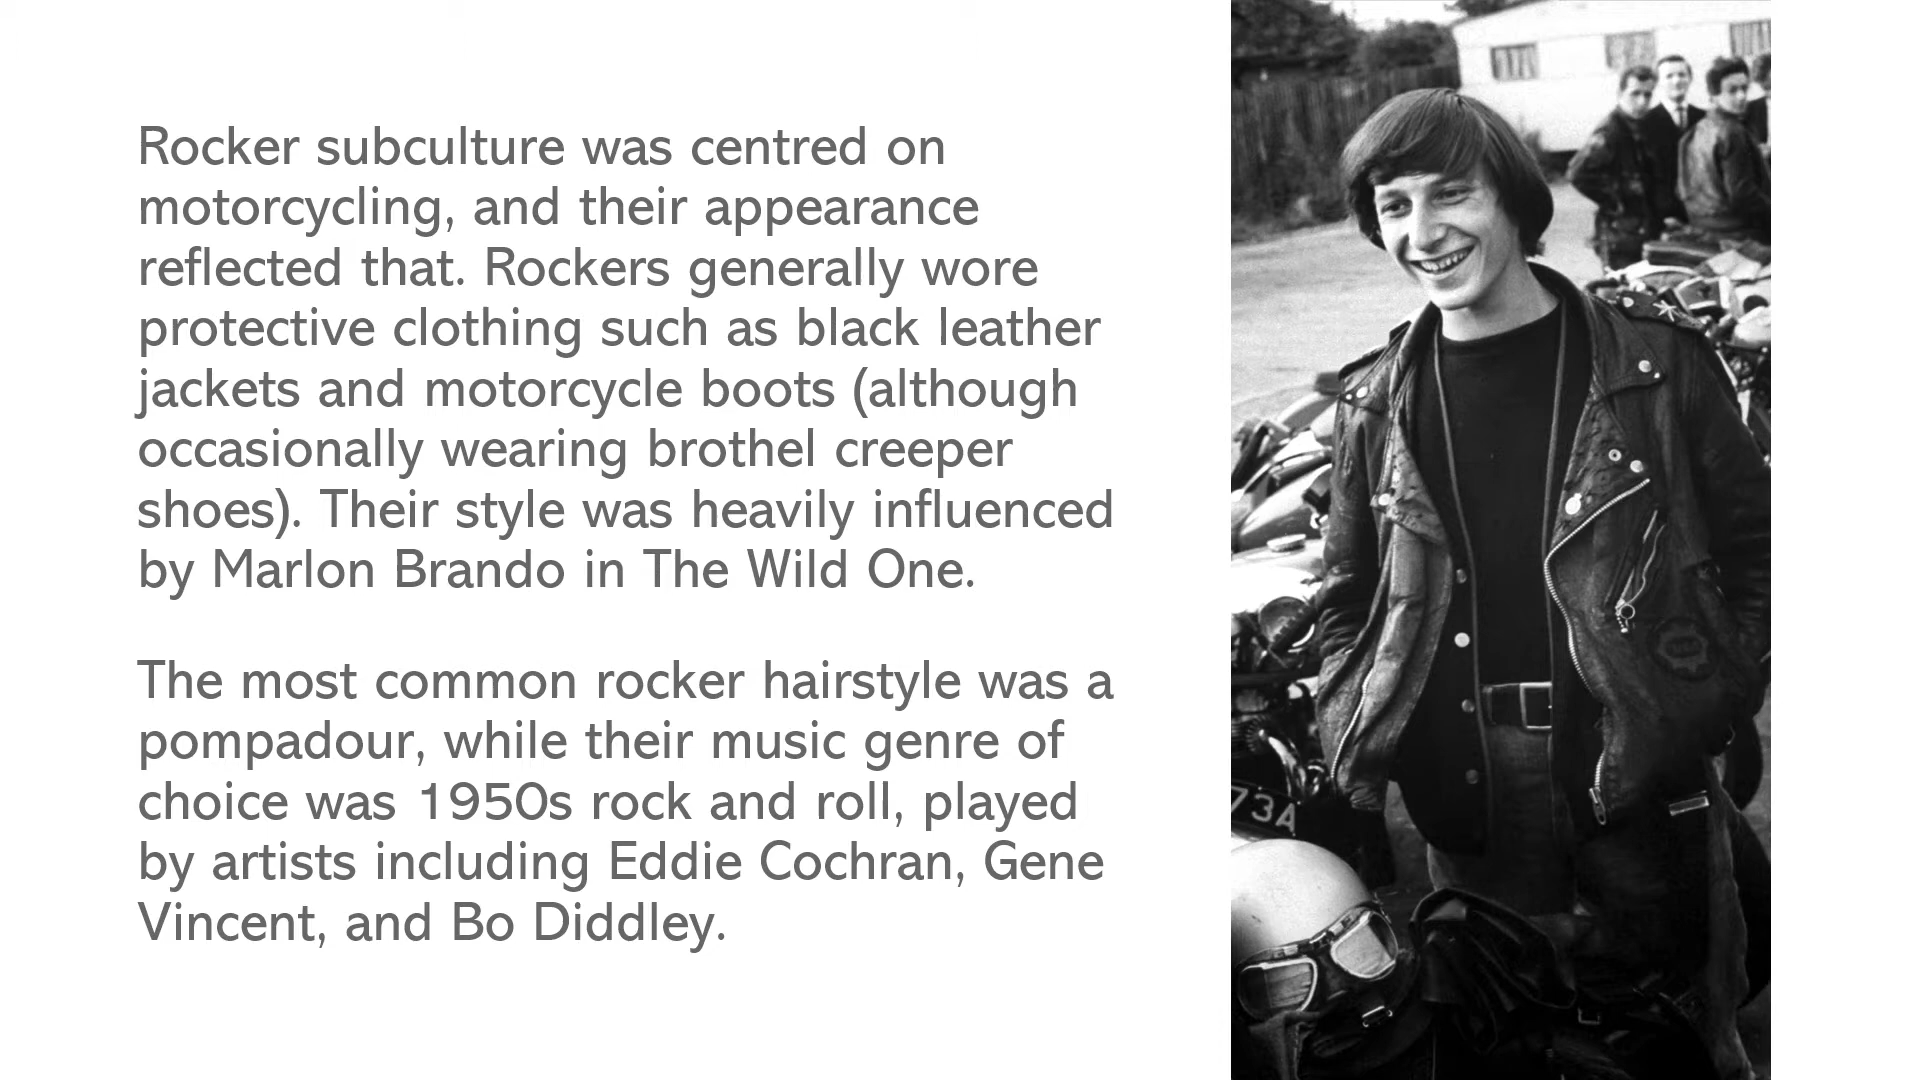 Rocker subculture was centred on
motorcycling, and their appearance
reflected that. Rockers generally wore
protective clothing such as black leather
jackets and motorcycle boots (although
occasionally wearing brothel creeper
shoes). Their style was heavily influenced
by Marlon Brando in The Wild One.
The most common rocker hairstyle was a
pompadour, while their music genre of
choice was 1950s rock and roll, played
by artists including Eddie Cochran, Gene
Vincent, and Bo Diddley.
73A